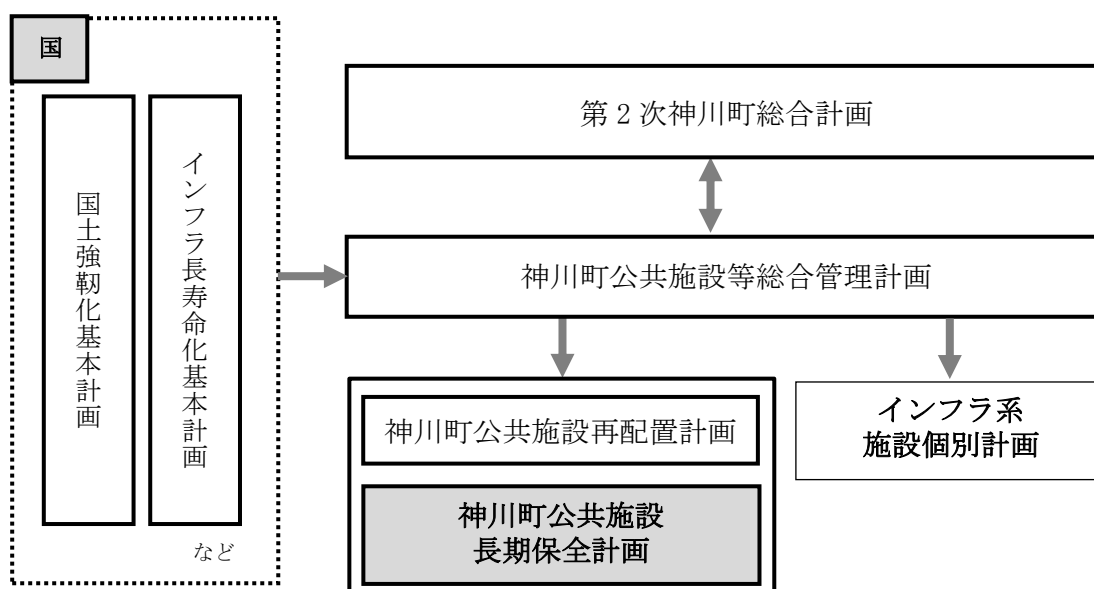 国
国土強靭化基本計画
インフラ長寿命化基本計画
など
第２次神川町総合計画
神川町公共施設等総合管理計画
神川町公共施設再配置計画
神川町公共施設
長期保全計画
インフラ系
施設個別計画